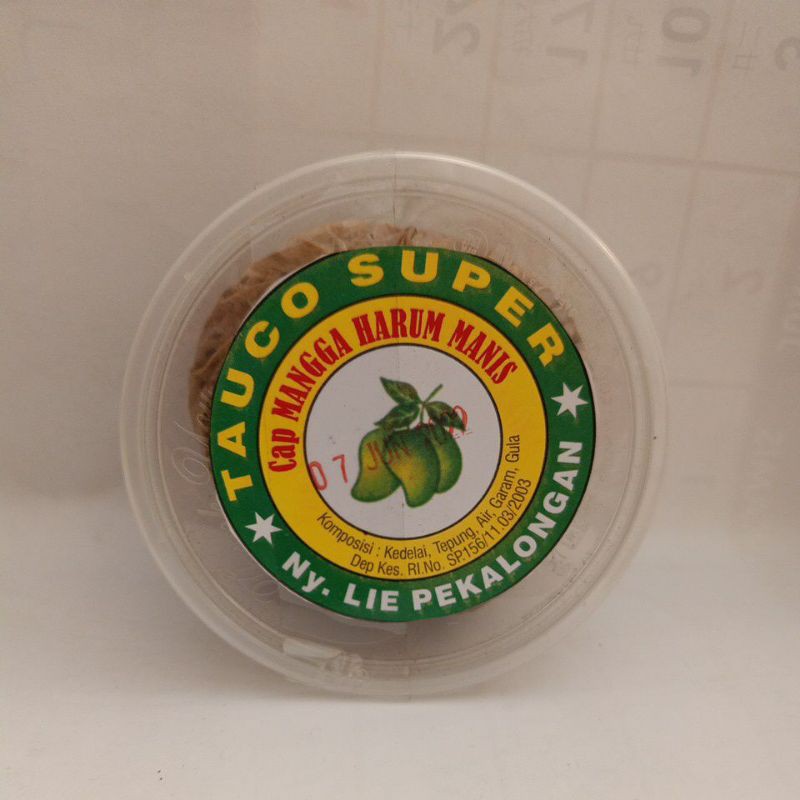 TAUCO SUPER
Cap MANGGA HARUM MANIS
07 JUN 2022
Komposisi : Kedelai, Tepung, Air, Garam, Gula
Dep Kes. RI.No. SP156/11.03/2003
Ny. LIE PEKALONGAN